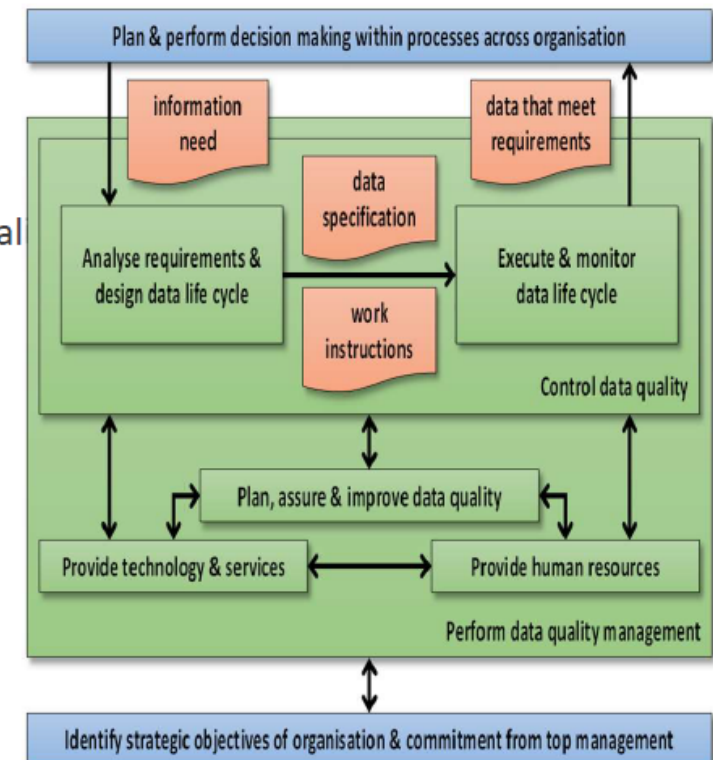 Plan & perform decision making within processes across organisation
information
need
data that meet
requirements
data
specification
Analyse requirements &
design data life cycle
Execute & monitor
data life cycle
work
instructions
Control data quality
Plan, assure & improve data quality
Provide technology & services
Provide human resources
Perform data quality management
Identify strategic objectives of organisation & commitment from top management